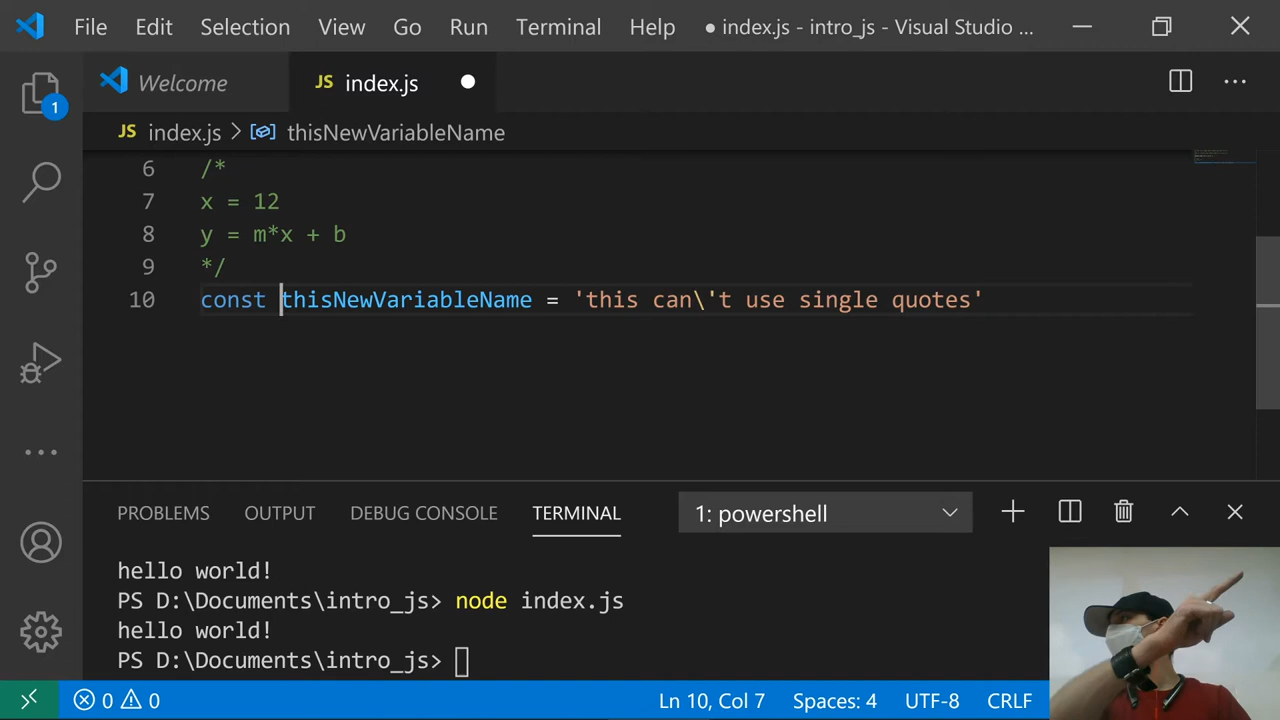 File Edit Selection View Go Run Terminal Help ● index.js - intro_js - Visual Studio ...
Welcome JS index.js ●
JS index.js > thisNewVariableName
1
6 /*
7 x = 12
8 y = m*x + b
9 */
10 const thisNewVariableName = 'this can\'t use single quotes'
PROBLEMS OUTPUT DEBUG CONSOLE TERMINAL 1: powershell
hello world!
PS D:\Documents\intro_js> node index.js
hello world!
PS D:\Documents\intro_js>
0 0 Ln 10, Col 7 Spaces: 4 UTF-8 CRLF